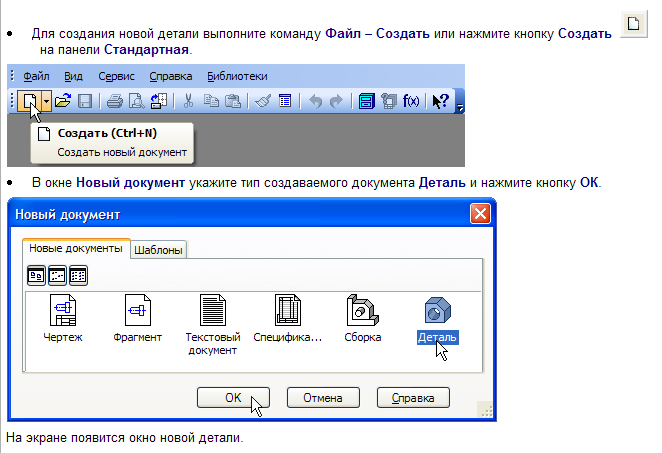 • Для создания новой детали выполните команду Файл – Создать или нажмите кнопку Создать
на панели Стандартная.
Файл Вид Сервис Справка Библиотеки
f(x) ?
Создать (Ctrl+N)
Создать новый документ
• В окне Новый документ укажите тип создаваемого документа Деталь и нажмите кнопку ОК.
Новый документ
Новые документы Шаблоны
Чертеж Фрагмент Текстовый документ Специфика... Сборка Деталь
OK Отмена Справка
На экране появится окно новой детали.